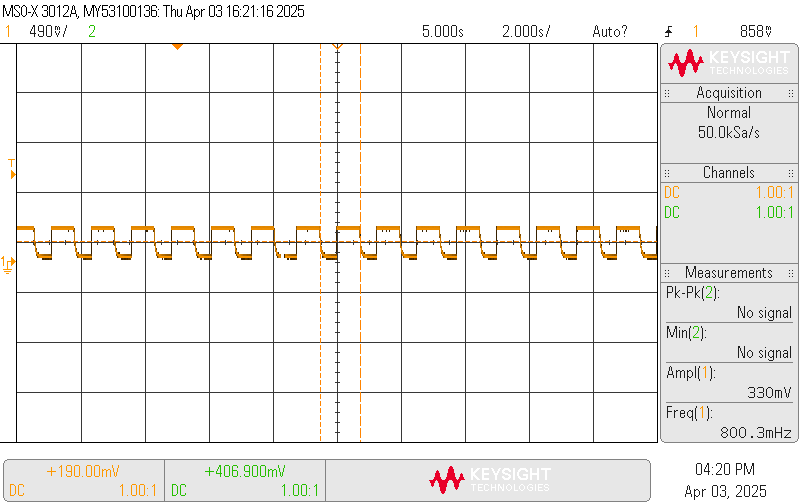 MSO-X 3012A, MY53100136: Thu Apr 03 16:21:16 2025
1 490mV/ 2 5.000s 2.000s/ Auto? 1 858mV
KEYSIGHT
TECHNOLOGIES
Acquisition
Normal
50.0kSa/s
Channels
DC 1.00:1
DC 1.00:1
Measurements
Pk-Pk(2):
No signal
Min(2):
No signal
Ampl(1):
330mV
Freq(1):
800.3mHz
T
1
+190.00mV
DC 1.00:1
+406.900mV
DC 1.00:1
KEYSIGHT
TECHNOLOGIES
04:20 PM
Apr 03, 2025